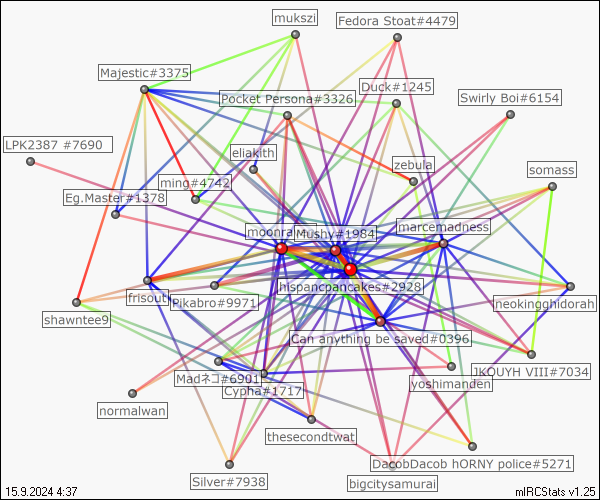 mukszi
Fedora Stoat#4479
Majestic#3375
Duck#1245
Pocket Persona#3326
Swirly Boi#6154
LPK2387 #7690
eliakith
zebula
somass
ming#4742
Eg.Master#1378
marcemadness
Mushy#1984
hispancpancakes#2928
frisout
Pikabro#9971
neokingghidorah
shawntee9
Can anything be saved#0396
JKOUYH VIII#7034
Madネコ#6901
yoshimanden
Cypha#1717
normalwan
thesecondtwat
DacobDacob hORNY police#5271
Silver#7938
bigcitysamurai
15.9.2024 4:37
mIRCStats v1.25